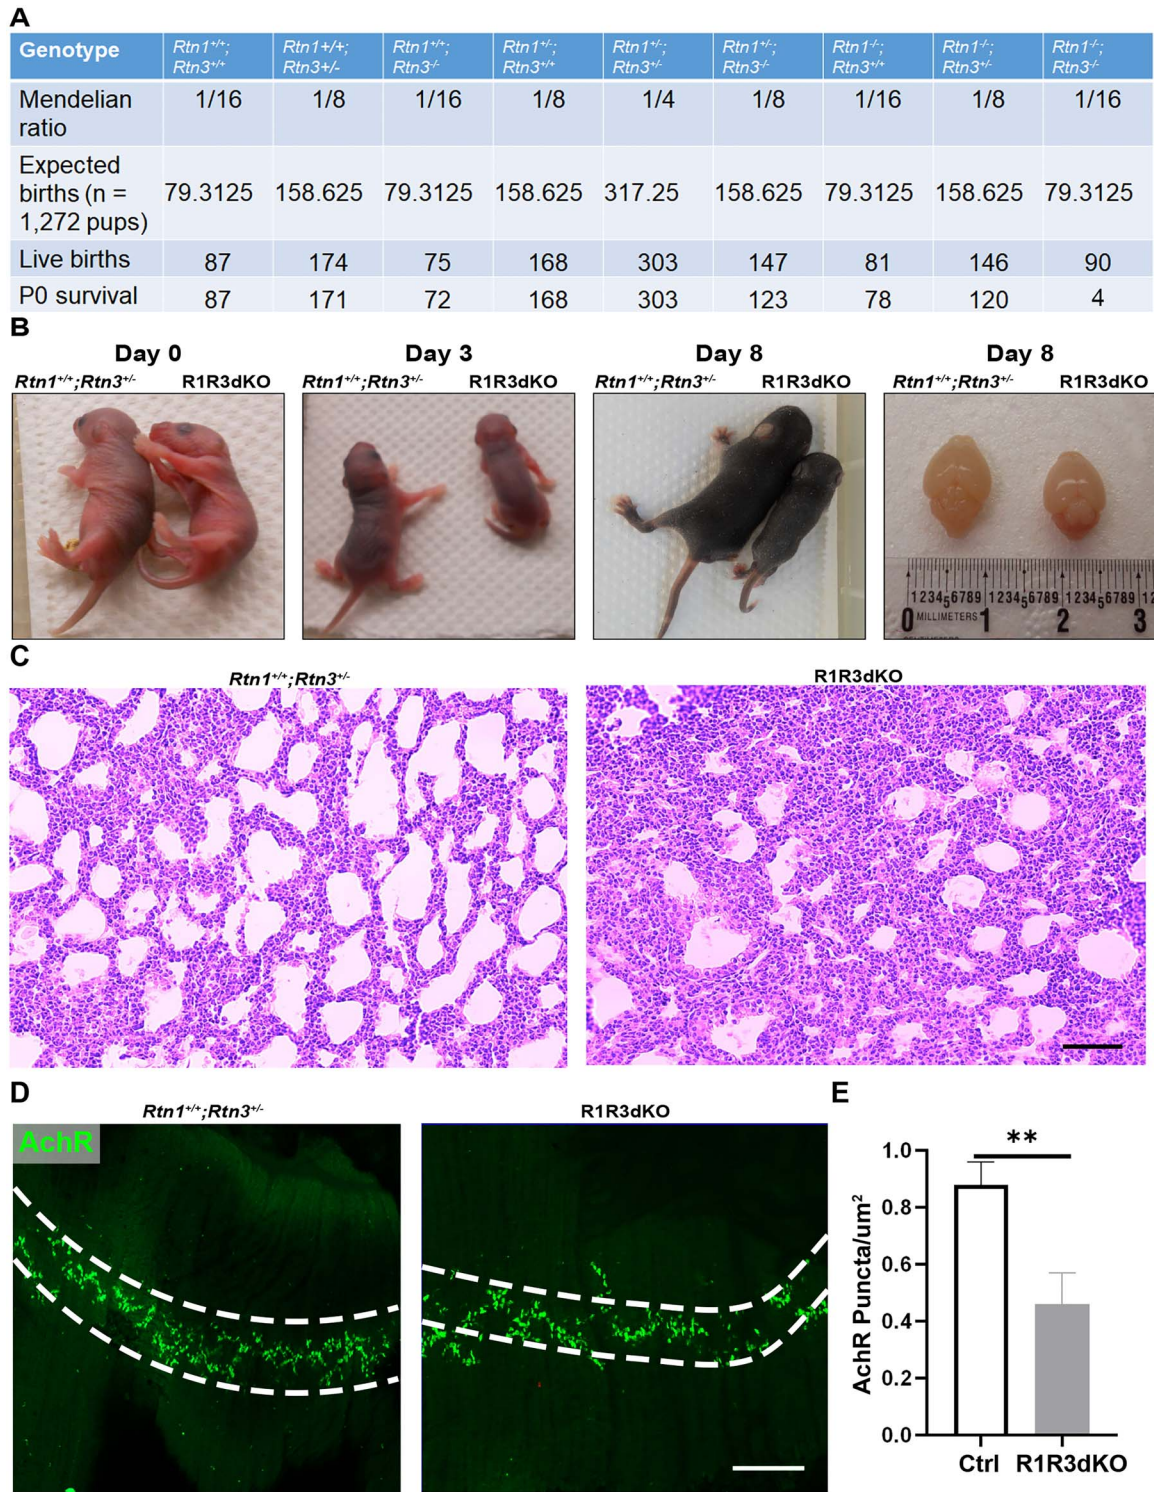 A
Genotype Rtn1+/+; Rtn1+/+; Rtn1+/+; Rtn1+/-; Rtn1+/-; Rtn1+/-; Rtn1-/-; Rtn1-/-; Rtn1-/-;
Rtn3+/+ Rtn3+/- Rtn3-/- Rtn3+/+ Rtn3+/- Rtn3-/- Rtn3+/+ Rtn3+/- Rtn3-/-
Mendelian 1/16 1/8 1/16 1/8 1/4 1/8 1/16 1/8 1/16
ratio
Expected
births (n = 79.3125 158.625 79.3125 158.625 317.25 158.625 79.3125 158.625 79.3125
1,272 pups)
Live births 87 174 75 168 303 147 81 146 90
P0 survival 87 171 72 168 303 123 78 120 4
B
Day 0 Day 3 Day 8 Day 8
Rtn1+/+;Rtn3+/- R1R3dKO Rtn1+/+;Rtn3+/- R1R3dKO Rtn1+/+;Rtn3+/- R1R3dKO Rtn1+/+;Rtn3+/- R1R3dKO
123456789 123456789 123456789 12
0 MILLIMETERS 1 2 3
C
Rtn1+/+;Rtn3+/- R1R3dKO
D
Rtn1+/+;Rtn3+/- R1R3dKO
AchR
E
**
AchR Puncta/um²
1.0
0.8
0.6
0.4
0.2
0.0
Ctrl R1R3dKO